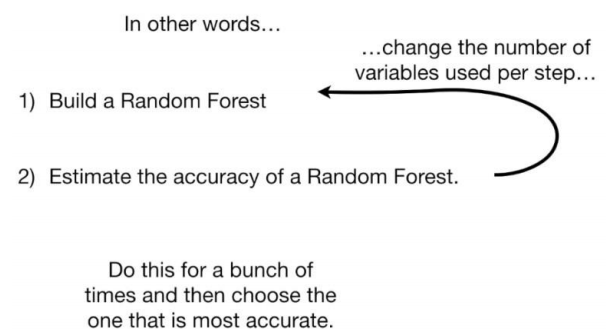 In other words…
…change the number of
variables used per step…
1) Build a Random Forest
2) Estimate the accuracy of a Random Forest.
Do this for a bunch of
times and then choose the
one that is most accurate.